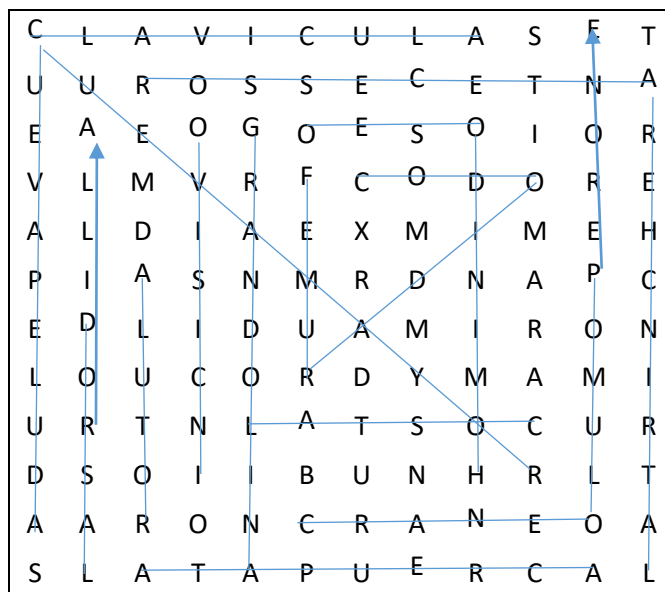 C L A V I C U L A S E T
U U R O S S E C E T N A
E A E O G O E S O I O R
V L M V R F C O D O R E
A L D I A E X M I M E H
P I A S N M R D N A P C
E D L I D U A M I R O N
L O U C O R D Y M A M I
U R T N L A T S O C U R
D S O I I B U N H R L T
A A R O N C R A N E O A
S L A T A P U E R C A L